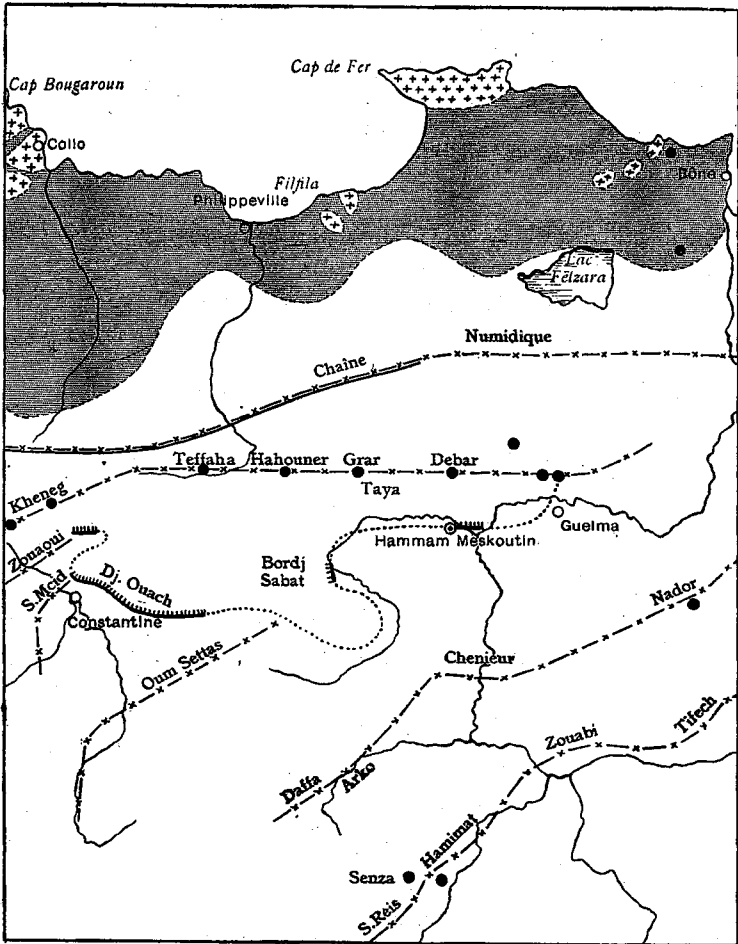 Cap de Fer
Cap Bougaroun
Collo
Filfila
Philippeville
Bône
Lac
Felzara
Numidique
Chaîne
Teffaha
Hahouner
Grar
Debar
Taya
Kheneg
Guelma
Hammam Meskoutin
Zouaoui
Bordj
Sabat
S. Mcid
Dj. Ouach
Constantine
Nador
Chenieur
Oum Settas
Tifech
Zouabi
Daffa
Arko
Hamimat
Senza
S. Reis